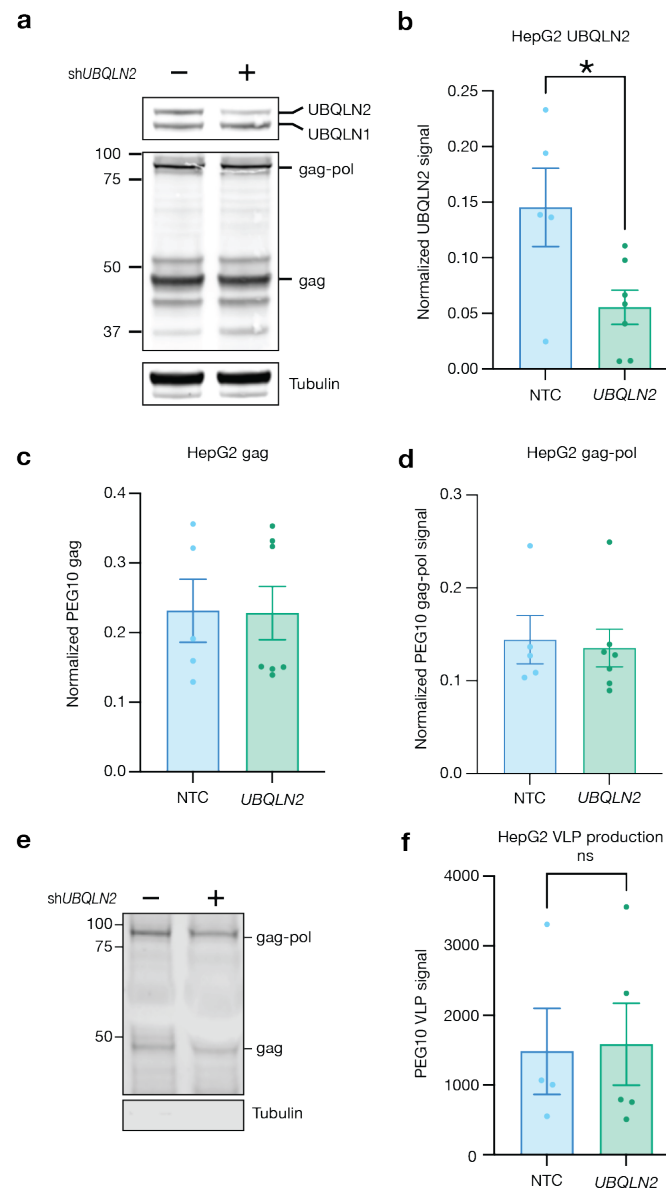 a
shUBQLN2 − +
UBQLN2
UBQLN1
100
75
gag-pol
50
gag
37
Tubulin
b
HepG2 UBQLN2
*
Normalized UBQLN2 signal
0.25
0.20
0.15
0.10
0.05
0.00
NTC UBQLN2
c
HepG2 gag
Normalized PEG10 gag
0.4
0.3
0.2
0.1
0.0
NTC UBQLN2
d
HepG2 gag-pol
Normalized PEG10 gag-pol signal
0.3
0.2
0.1
0.0
NTC UBQLN2
e
shUBQLN2 − +
100
75
gag-pol
50
gag
Tubulin
f
HepG2 VLP production
ns
PEG10 VLP signal
4000
3000
2000
1000
0
NTC UBQLN2